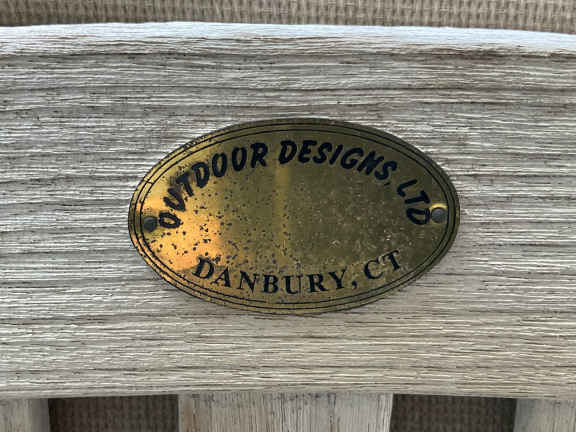 OUTDOOR DESIGNS, LTD
DANBURY, CT